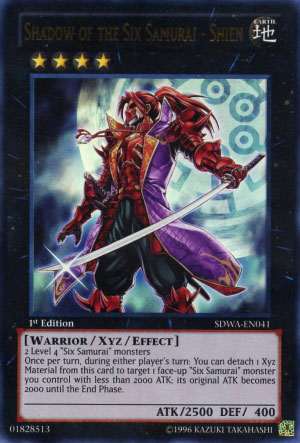 SHADOW OF THE SIX SAMURAI - SHIEN
EARTH
地
SDWA-EN041
1st Edition
[WARRIOR/XYZ/EFFECT]
2 Level 4 "Six Samurai" monsters
Once per turn, during either player's turn: You can detach 1 Xyz
Material from this card to target 1 face-up "Six Samurai" monster
you control with less than 2000 ATK; its original ATK becomes
2000 until the End Phase.
ATK/2500 DEF/ 400
01828513
©1996 KAZUKI TAKAHASHI